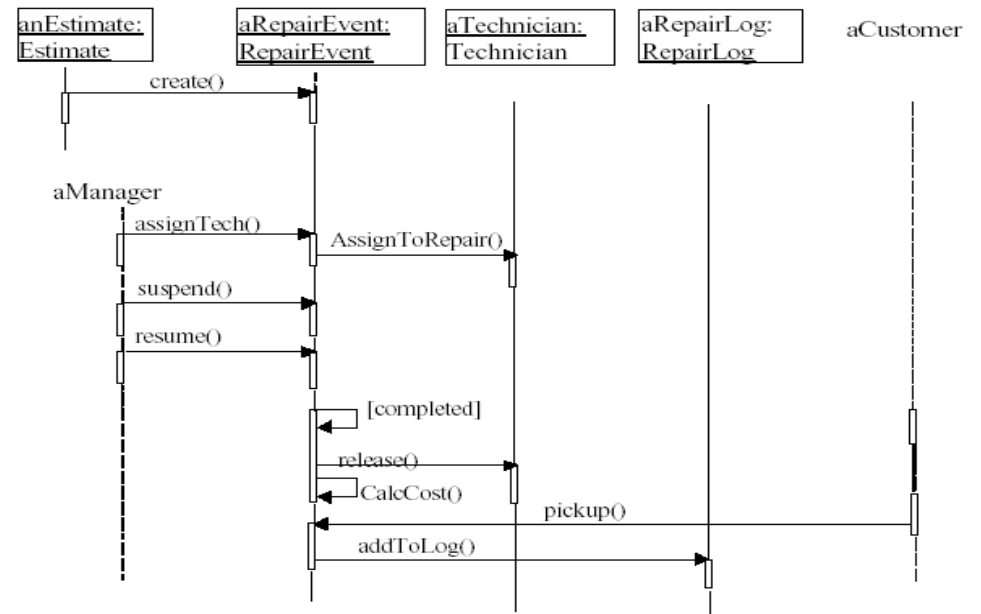 anEstimate:
Estimate
aRepairEvent:
RepairEvent
aTechnician:
Technician
aRepairLog:
RepairLog
aCustomer
create()
aManager
assignTech()
AssignToRepair()
suspend()
resume()
[completed]
release()
CalcCost()
pickup()
addToLog()